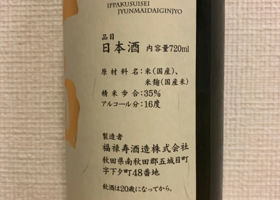 IPPAKUSUISEI
JYUNMAIDAIGINJYO
品目
日本酒 内容量720ml
原材料名:米(国産)、
米麹(国産米)
精米歩合:35%
アルコール分:16度
製造者
福禄寿酒造株式会社
秋田県南秋田郡五城目町
字下夕町48番地
飲酒は20歳になってから。